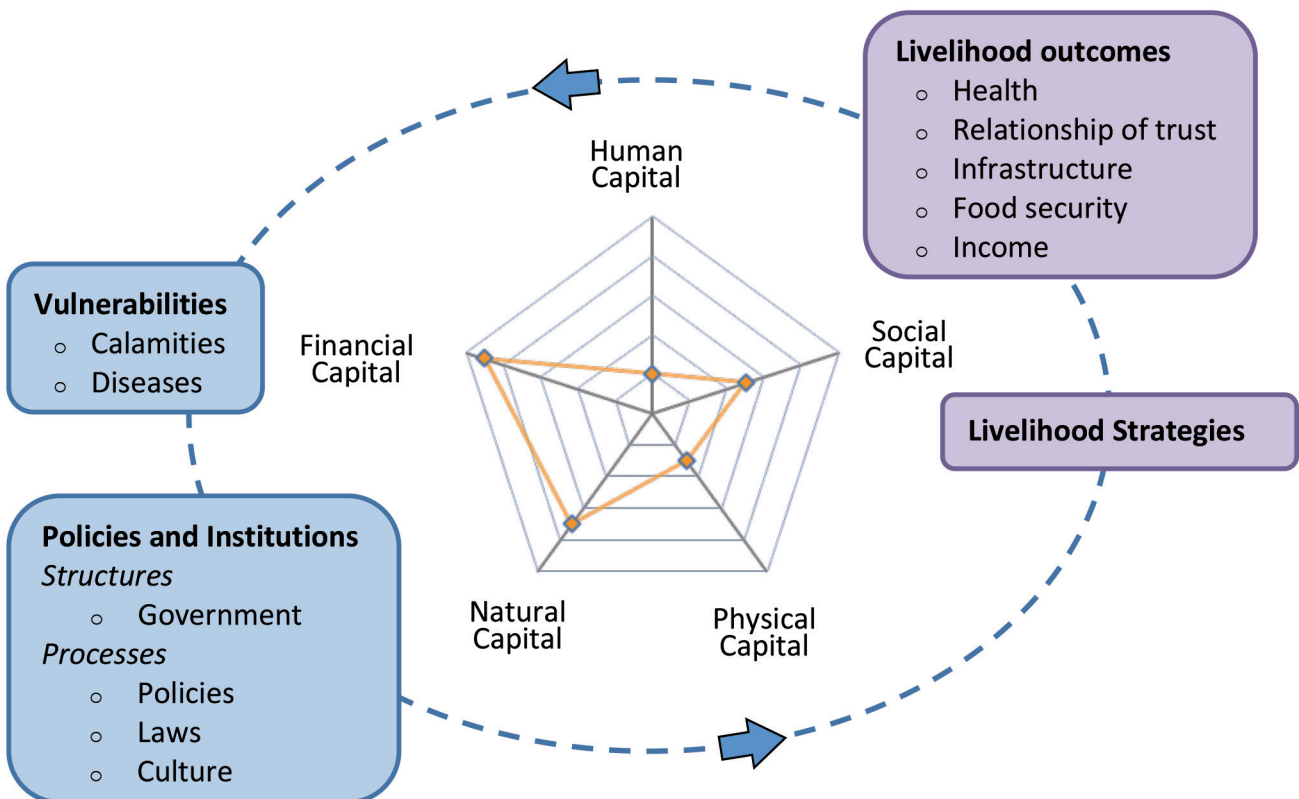 Livelihood outcomes
o Health
o Relationship of trust
o Infrastructure
o Food security
o Income
Human
Capital
Vulnerabilities
o Calamities
o Diseases
Financial
Capital
Social
Capital
Livelihood Strategies
Policies and Institutions
Structures
o Government
Processes
o Policies
o Laws
o Culture
Natural
Capital
Physical
Capital